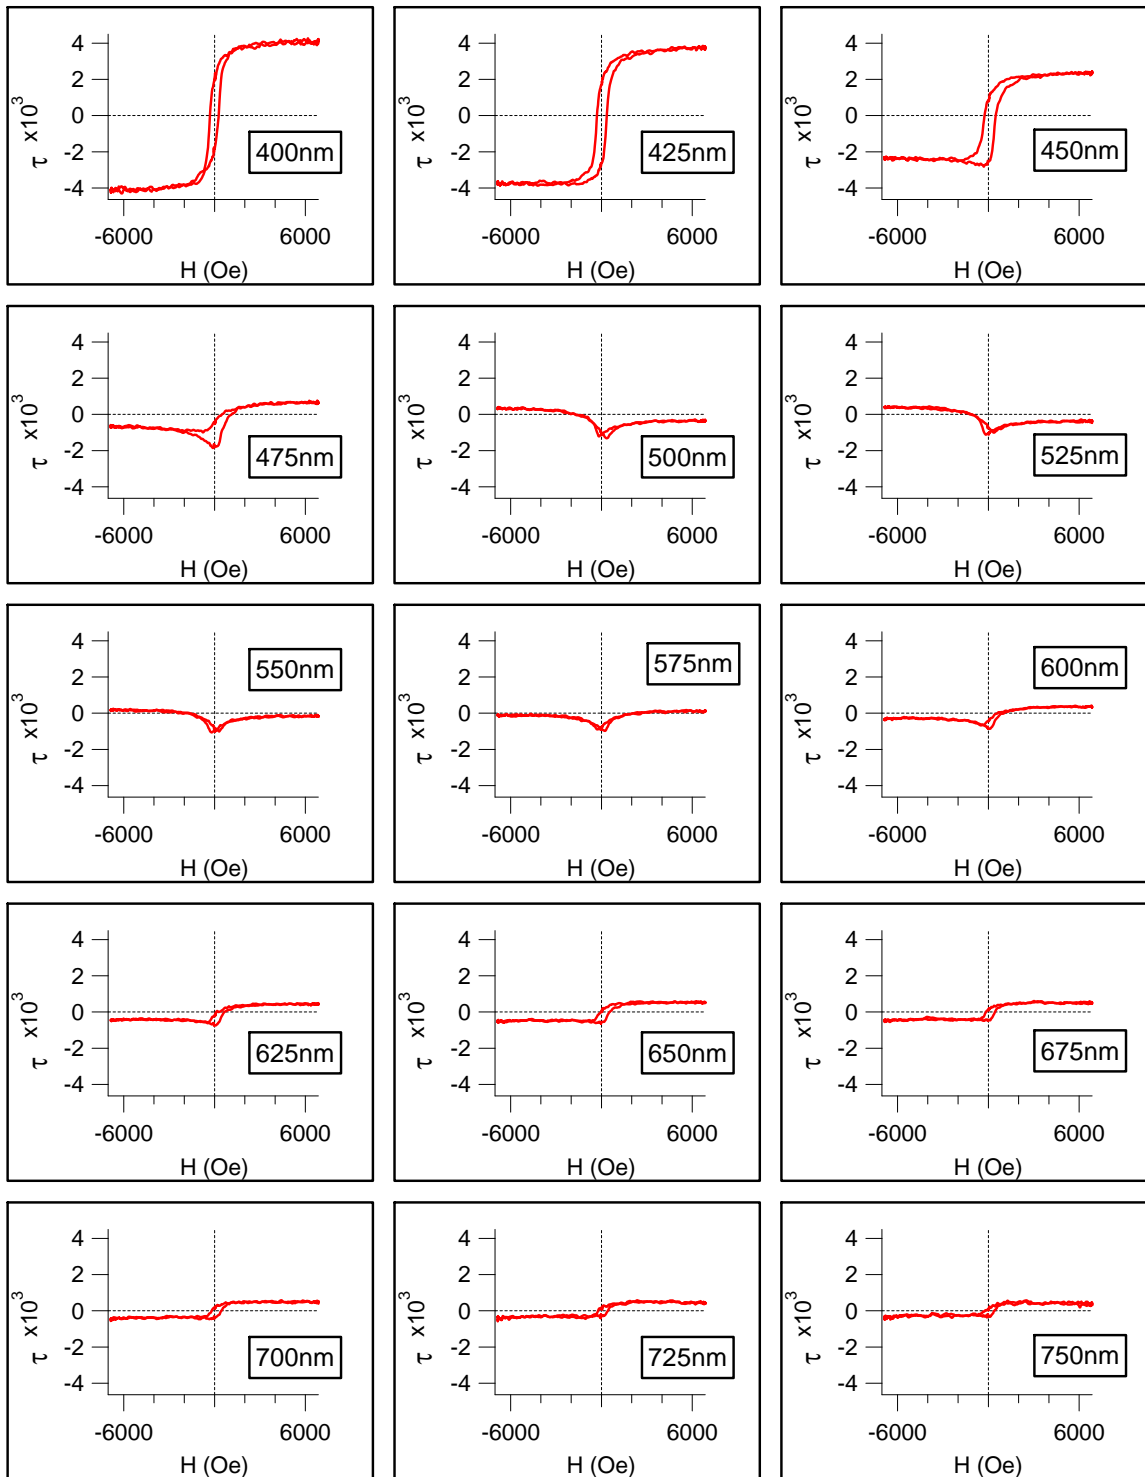 4
2
0
-2
-4
τ x10³
400nm
-6000 6000
H (Oe)
4
2
0
-2
-4
τ x10³
425nm
-6000 6000
H (Oe)
4
2
0
-2
-4
τ x10³
450nm
-6000 6000
H (Oe)
4
2
0
-2
-4
τ x10³
475nm
-6000 6000
H (Oe)
4
2
0
-2
-4
τ x10³
500nm
-6000 6000
H (Oe)
4
2
0
-2
-4
τ x10³
525nm
-6000 6000
H (Oe)
4
2
0
-2
-4
τ x10³
550nm
-6000 6000
H (Oe)
4
2
0
-2
-4
τ x10³
575nm
-6000 6000
H (Oe)
4
2
0
-2
-4
τ x10³
600nm
-6000 6000
H (Oe)
4
2
0
-2
-4
τ x10³
625nm
-6000 6000
H (Oe)
4
2
0
-2
-4
τ x10³
650nm
-6000 6000
H (Oe)
4
2
0
-2
-4
τ x10³
675nm
-6000 6000
H (Oe)
4
2
0
-2
-4
τ x10³
700nm
-6000 6000
H (Oe)
4
2
0
-2
-4
τ x10³
725nm
-6000 6000
H (Oe)
4
2
0
-2
-4
τ x10³
750nm
-6000 6000
H (Oe)